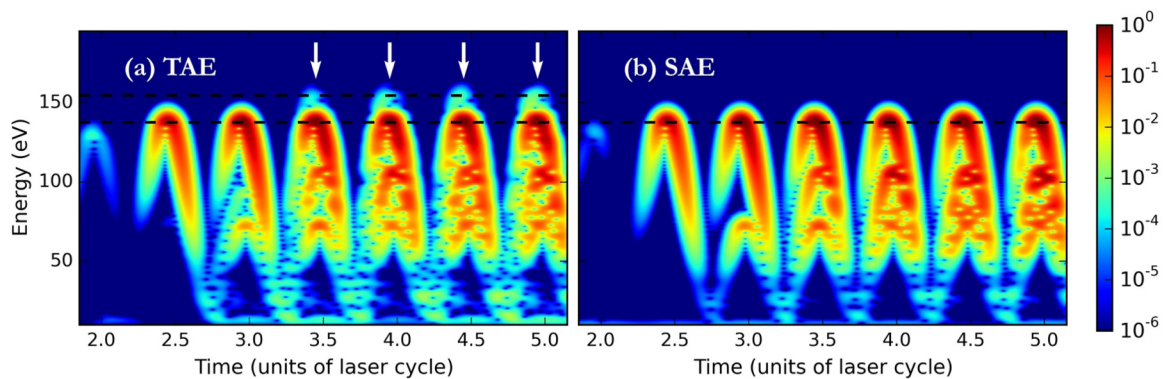 (a) TAE
(b) SAE
Energy (eV)
150
100
50
2.0 2.5 3.0 3.5 4.0 4.5 5.0
2.0 2.5 3.0 3.5 4.0 4.5 5.0
Time (units of laser cycle)
Time (units of laser cycle)
10^0
10^-1
10^-2
10^-3
10^-4
10^-5
10^-6